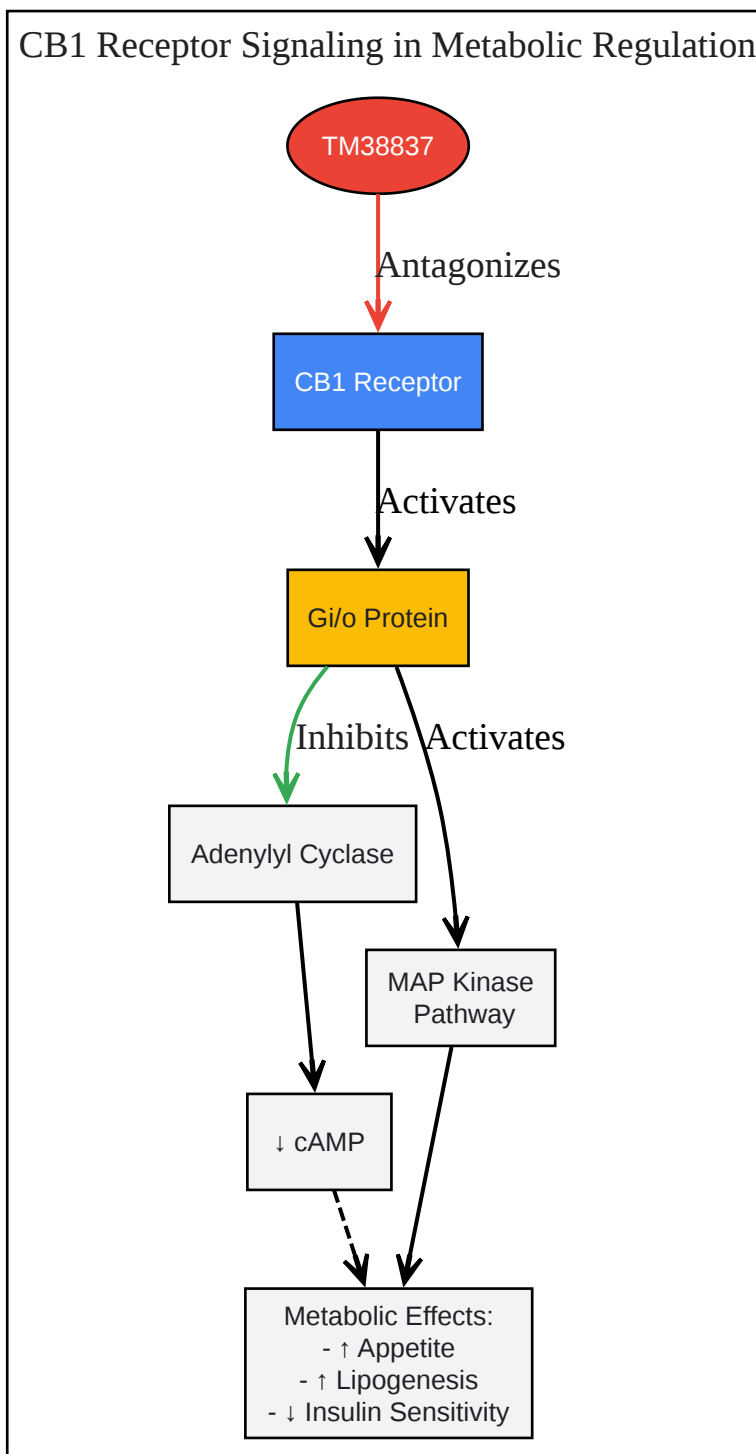 CB1 Receptor Signaling in Metabolic Regulation
TM38837
Antagonizes
CB1 Receptor
Activates
Gi/o Protein
Inhibits
Activates
Adenylyl Cyclase
MAP Kinase
Pathway
↓ cAMP
Metabolic Effects:
- ↑ Appetite
- ↑ Lipogenesis
- ↓ Insulin Sensitivity